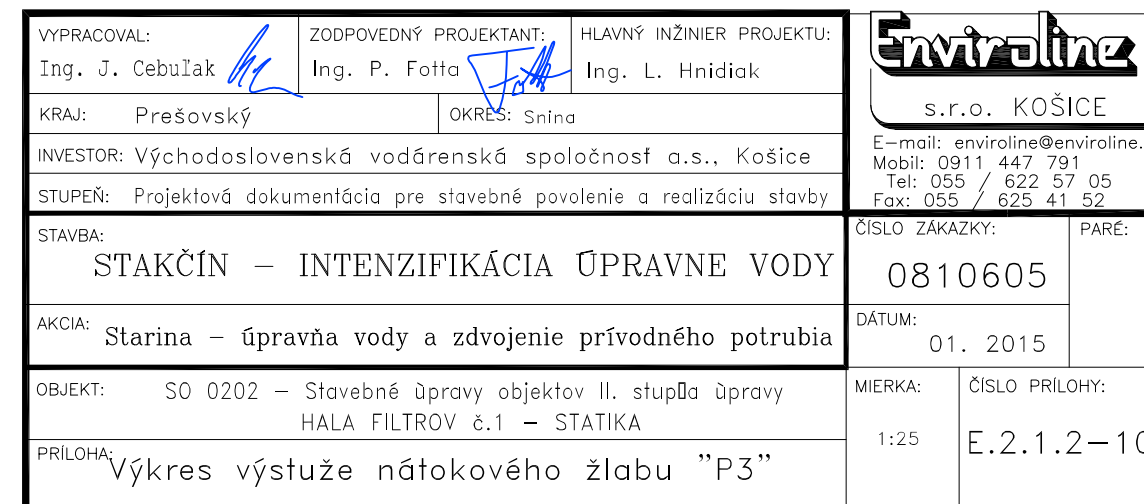 VYPRACOVAL:
Ing. J. Cebuľak
ZODPOVEDNÝ PROJEKTANT:
Ing. P. Fotta
HLAVNÝ INŽINIER PROJEKTU:
Ing. L. Hnidiak
KRAJ: Prešovský
OKRES: Snina
INVESTOR: Východoslovenská vodárenská spoločnosť a.s., Košice
STUPEŇ: Projektová dokumentácia pre stavebné povolenie a realizáciu stavby
Enviroline
s.r.o. KOŠICE
E-mail: enviroline@enviroline.
Mobil: 0911 447 791
Tel: 055 / 622 57 05
Fax: 055 / 625 41 52
STAVBA:
STAKČÍN – INTENZIFIKÁCIA ÚPRAVNE VODY
AKCIA: Starina – úpravňa vody a zdvojenie prívodného potrubia
ČÍSLO ZÁKAZKY:
0810605
PARÉ:
DÁTUM:
01. 2015
OBJEKT: SO 0202 – Stavebné ùpravy objektov II. stup▯a ùpravy
HALA FILTROV č.1 – STATIKA
PRÍLOHA: Výkres výstuže nátokového žlabu "P3"
MIERKA:
1:25
ČÍSLO PRÍLOHY:
E.2.1.2–10